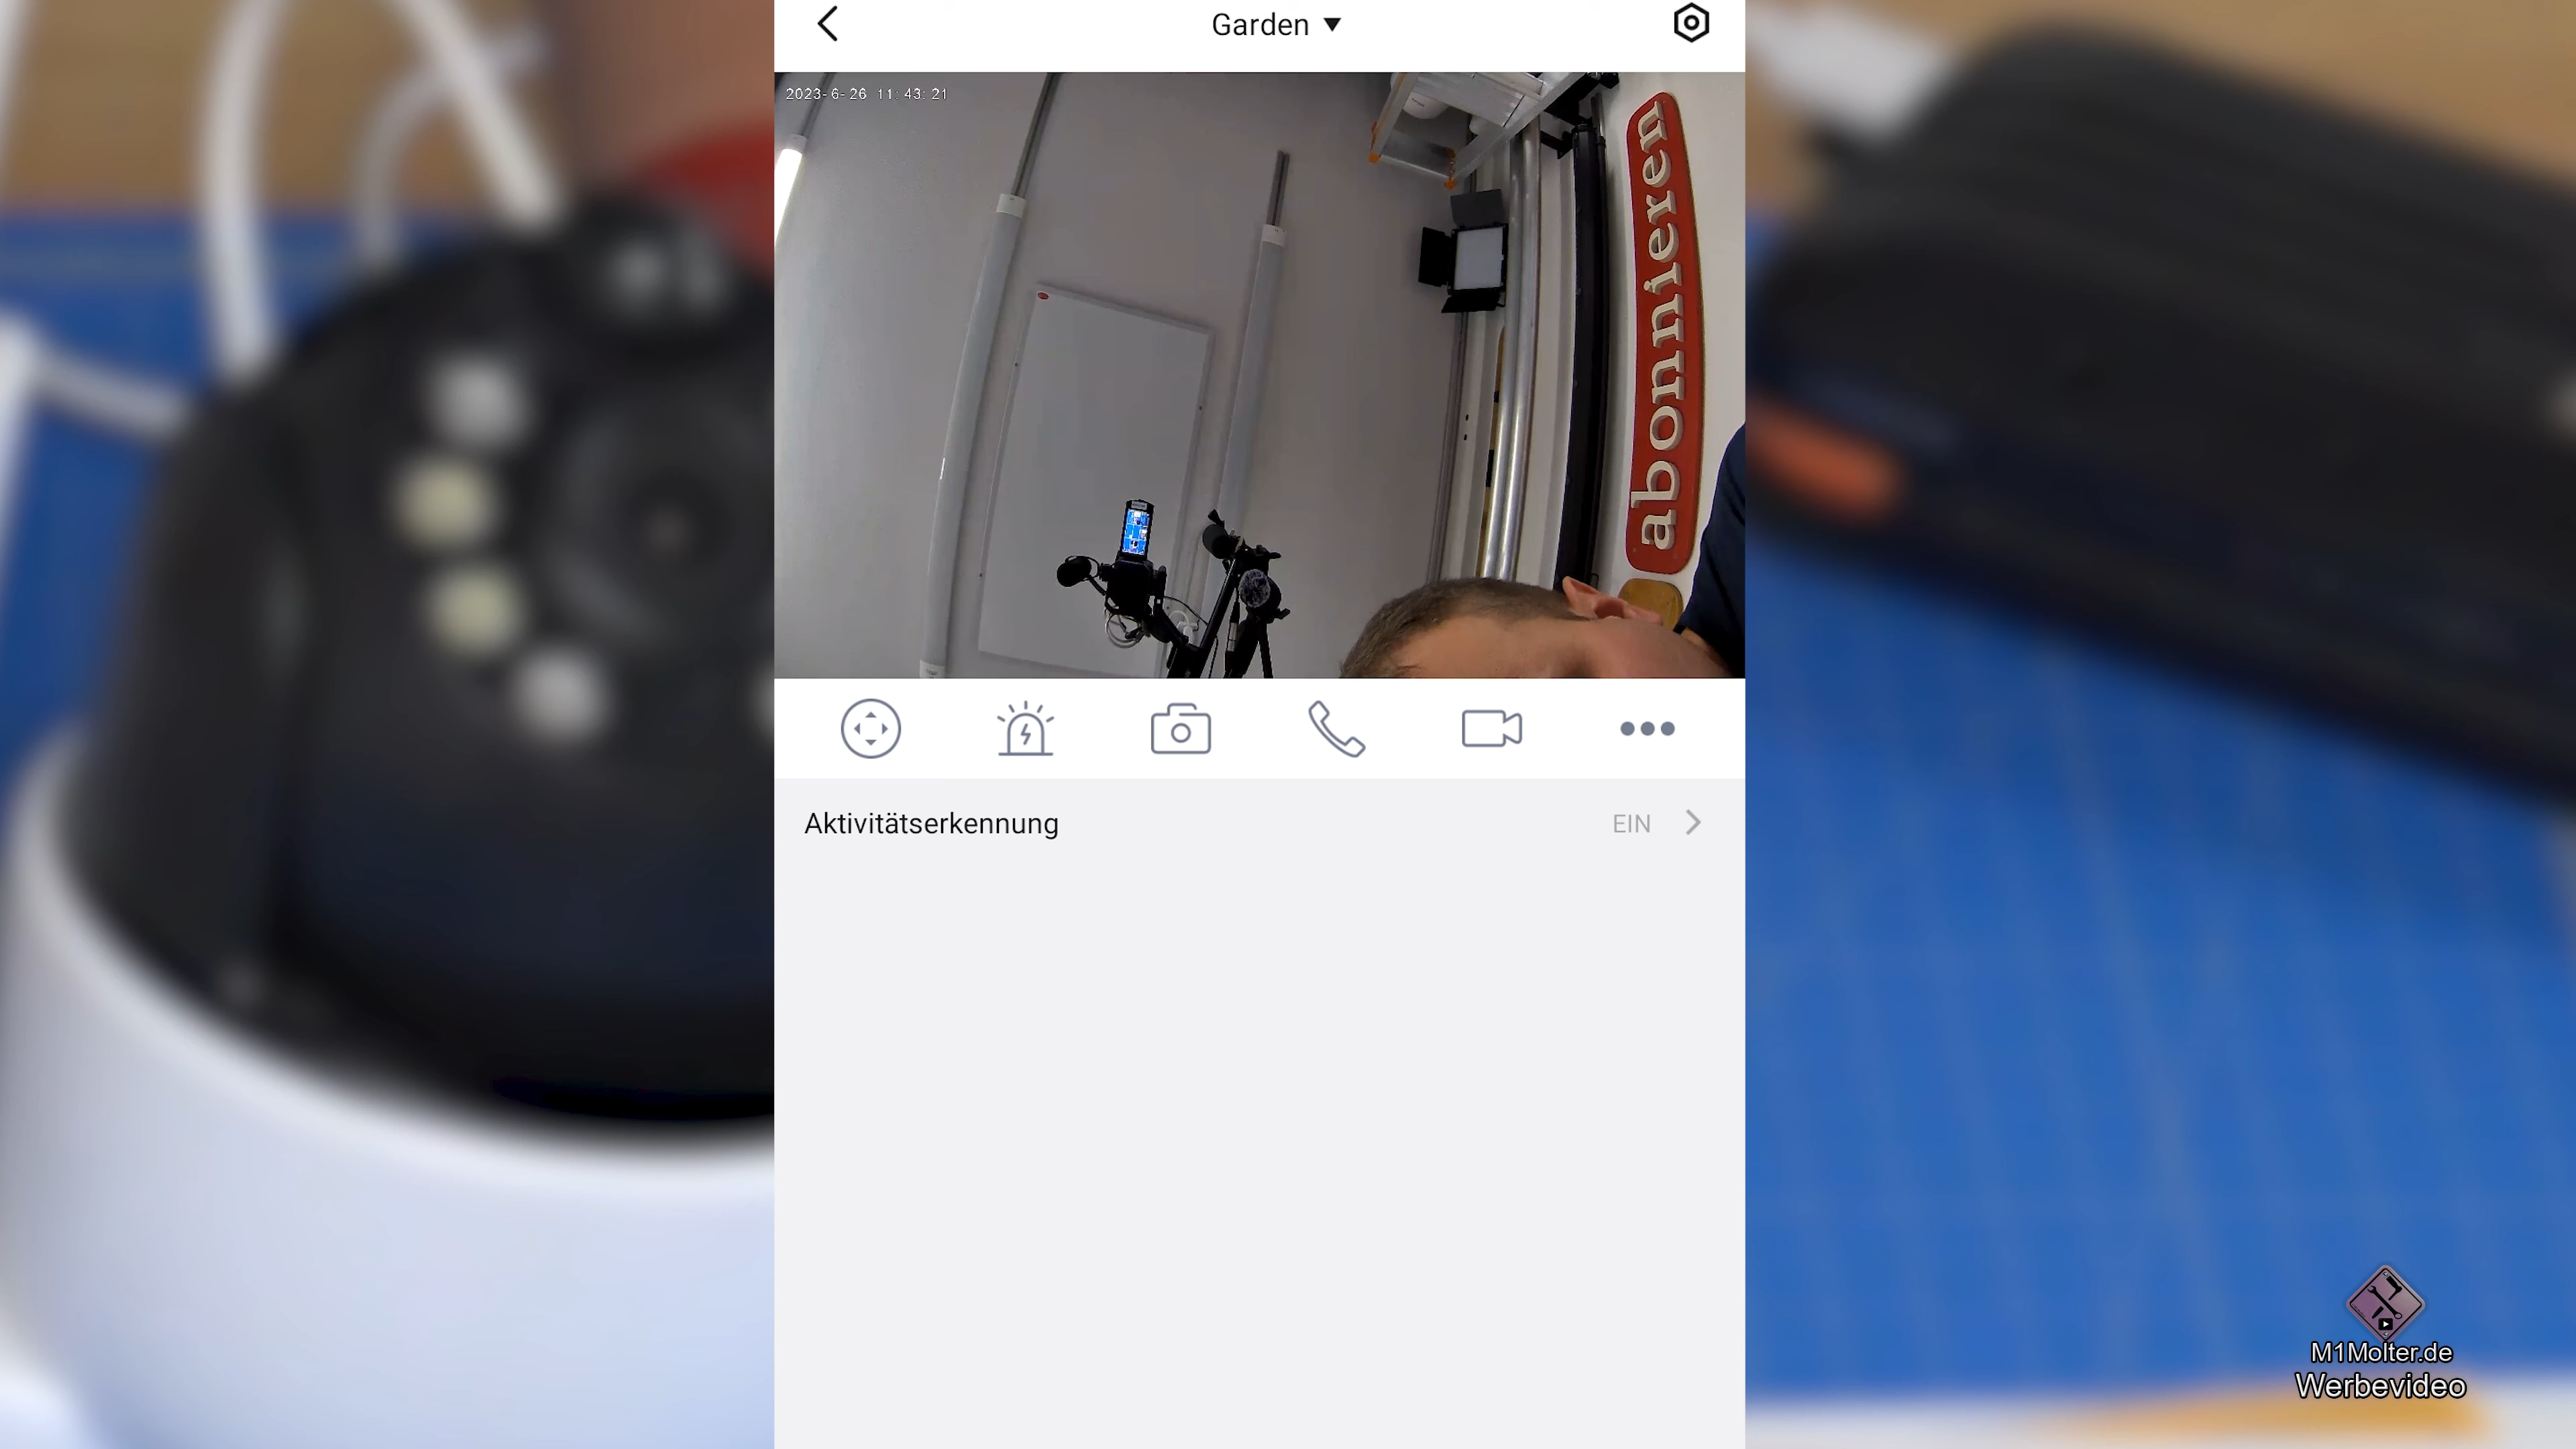 Garden
2023-6-26 11:43:21
abonnieren
Aktivitätserkennung
EIN
M1Molter.de
Werbevideo